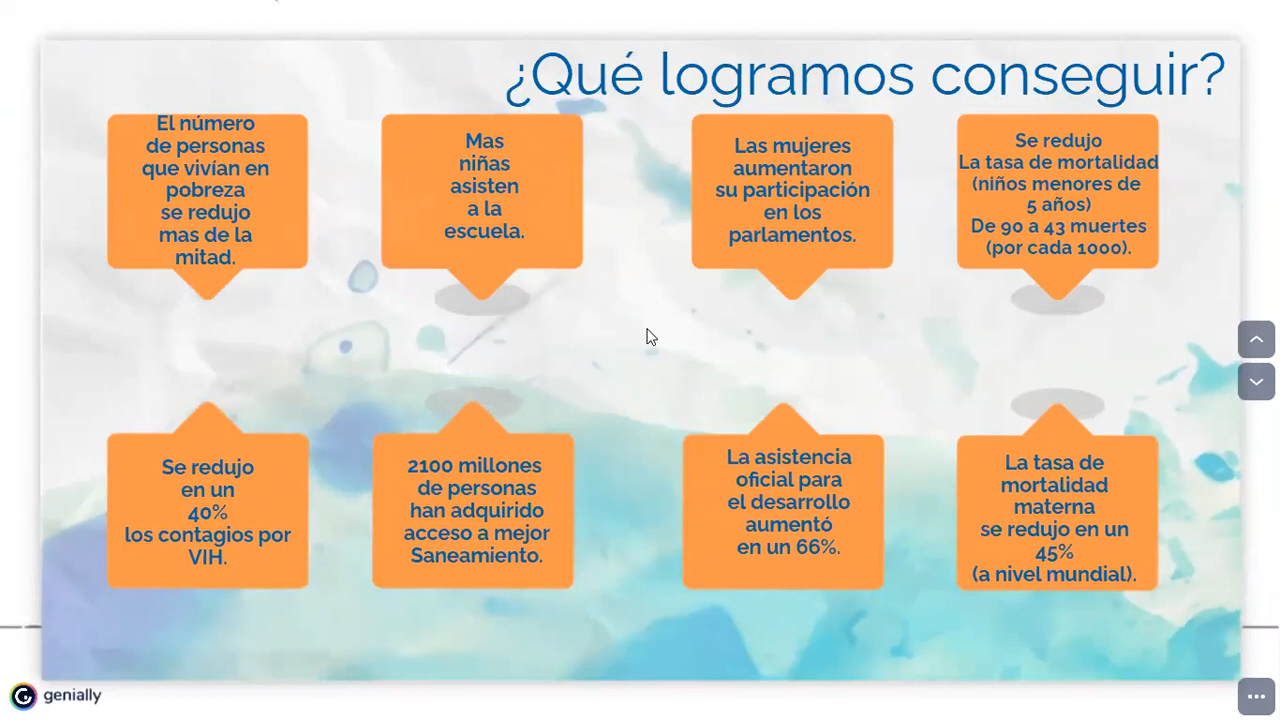 ¿Qué logramos conseguir?
El número
de personas
que vivían en
pobreza
se redujo
mas de la
mitad.
Mas
niñas
asisten
a la
escuela.
Las mujeres
aumentaron
su participación
en los
parlamentos.
Se redujo
La tasa de mortalidad
(niños menores de
5 años)
De 90 a 43 muertes
(por cada 1000).
Se redujo
en un
40%
los contagios por
VIH.
2100 millones
de personas
han adquirido
acceso a mejor
Saneamiento.
La asistencia
oficial para
el desarrollo
aumentó
en un 66%.
La tasa de
mortalidad
materna
se redujo en un
45%
(a nivel mundial).
genially